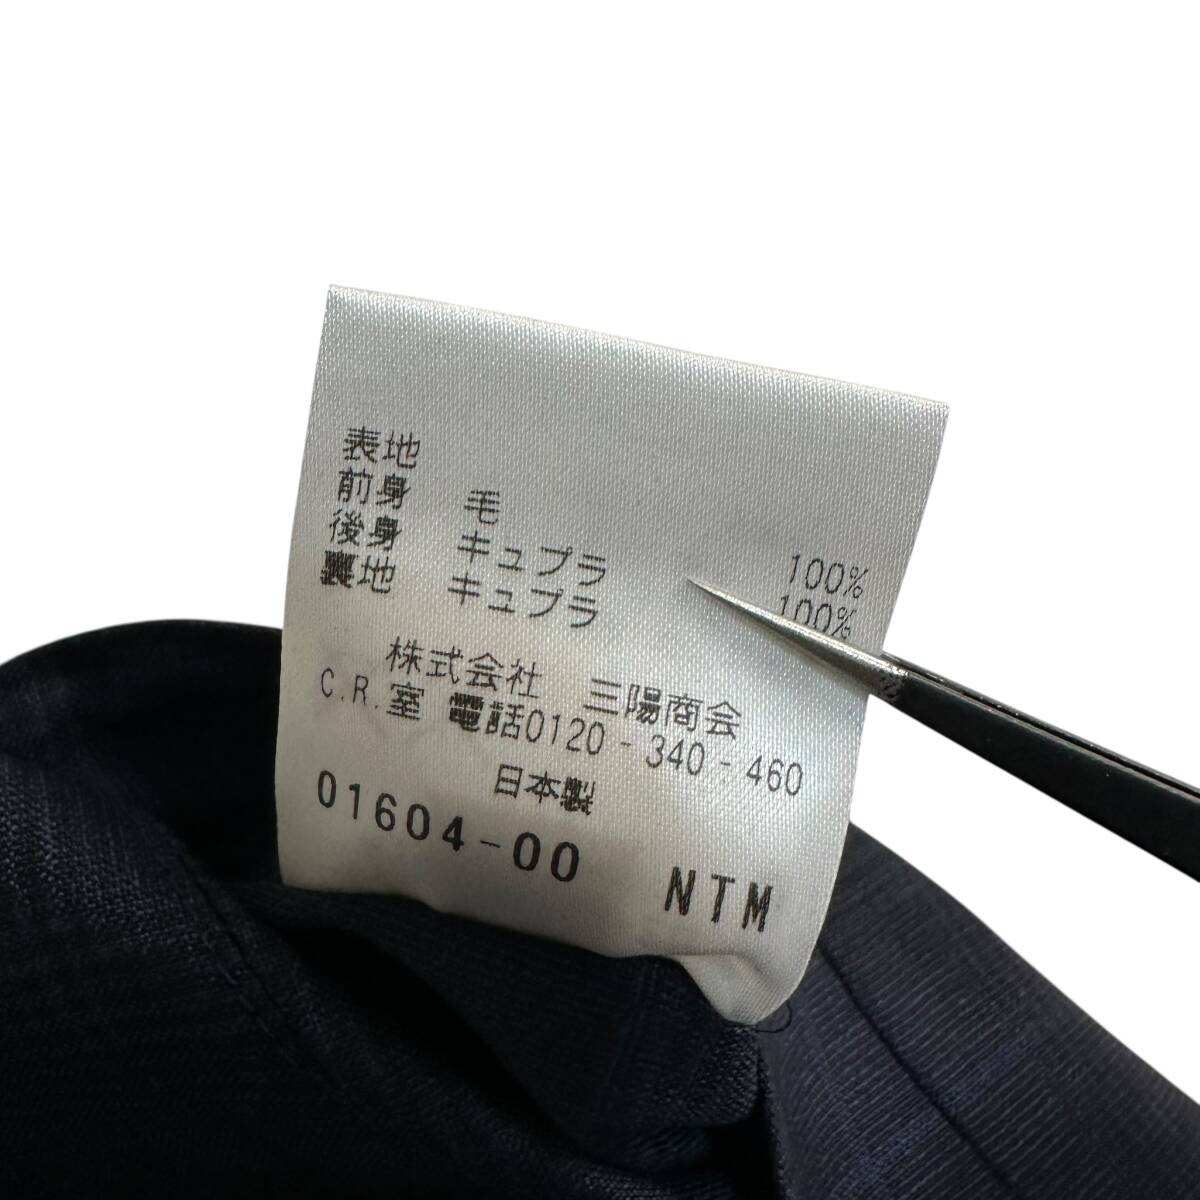 表地
前身 毛 100%
後身 キュプラ 100%
裏地 キュプラ
株式会社 三陽商会
C.R.室 電話0120-340-460
日本製
01604-00 NTM